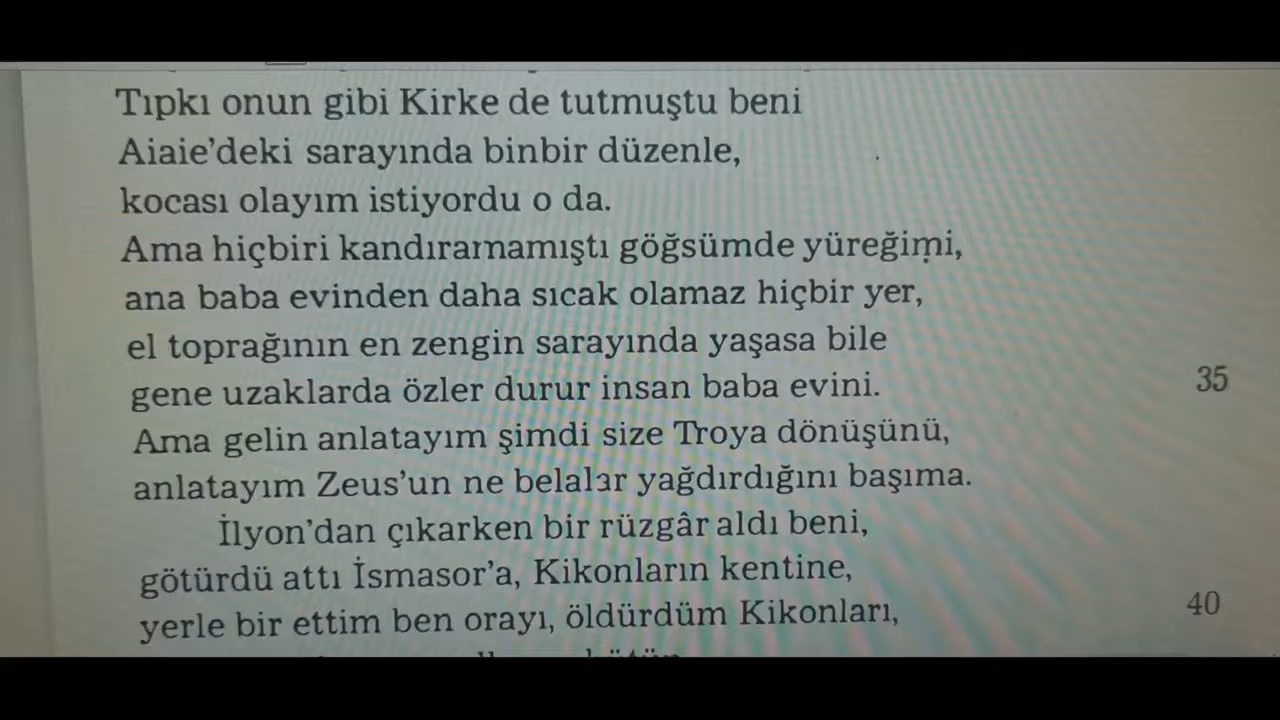 Tıpkı onun gibi Kirke de tutmuştu beni
Aiaie'deki sarayında binbir düzenle,
kocası olayım istiyordu o da.
Ama hiçbiri kandıramamıştı göğsümde yüreğimi,
ana baba evinden daha sıcak olamaz hiçbir yer,
el toprağının en zengin sarayında yaşasa bile
gene uzaklarda özler durur insan baba evini. 35
Ama gelin anlatayım şimdi size Troya dönüşünü,
anlatayım Zeus'un ne belalar yağdırdığını başıma.
İlyon'dan çıkarken bir rüzgâr aldı beni,
götürdü attı İsmasor'a, Kikonların kentine,
yerle bir ettim ben orayı, öldürdüm Kikonları, 40